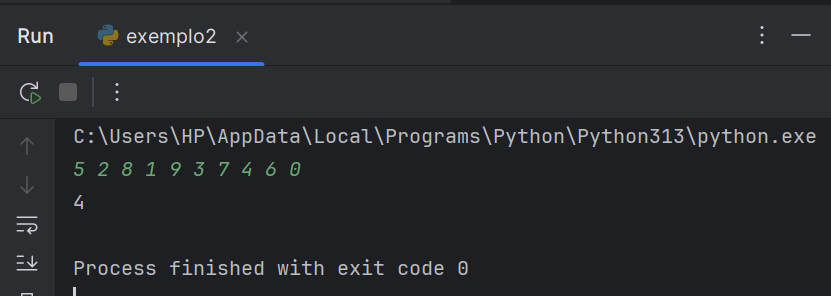 Run exemplo2
C:\Users\HP\AppData\Local\Programs\Python\Python313\python.exe
5 2 8 1 9 3 7 4 6 0
4
Process finished with exit code 0